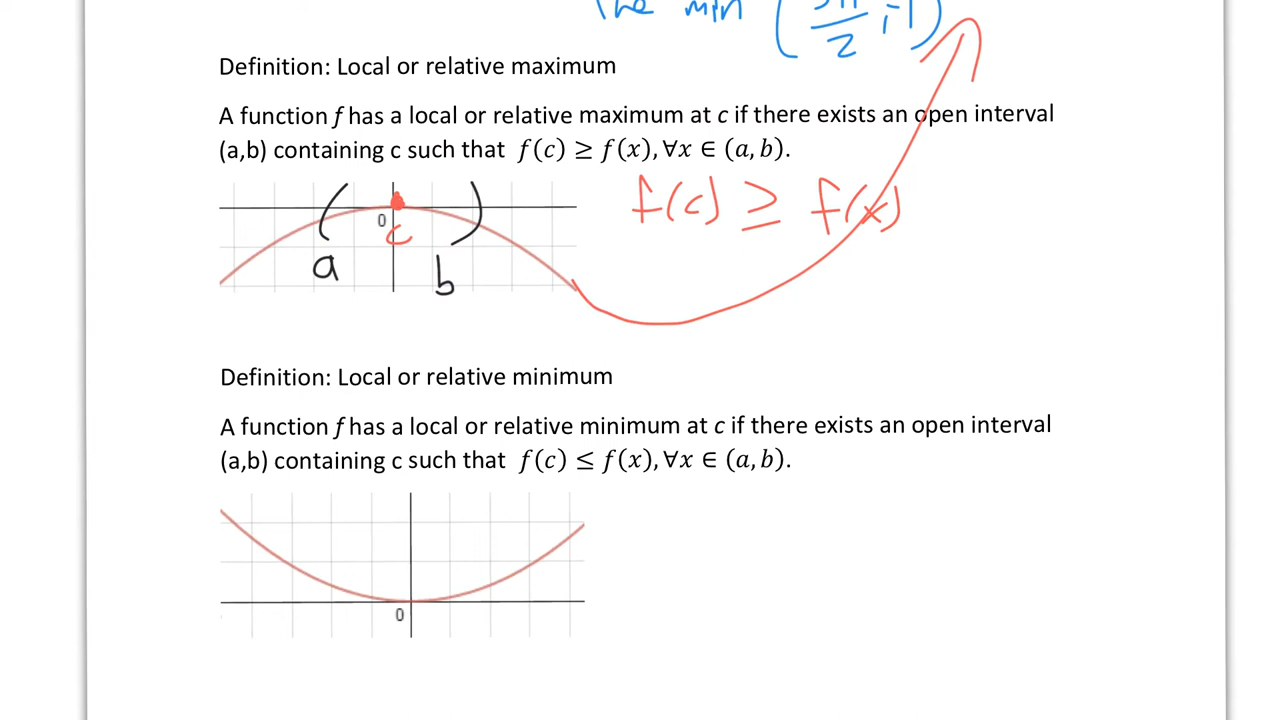 The min (3π/2, -1)
Definition: Local or relative maximum
A function f has a local or relative maximum at c if there exists an open interval
(a,b) containing c such that f(c) ≥ f(x), ∀x ∈ (a, b).
( )
0
c
a b
f(c) ≥ f(x)
Definition: Local or relative minimum
A function f has a local or relative minimum at c if there exists an open interval
(a,b) containing c such that f(c) ≤ f(x), ∀x ∈ (a, b).
0